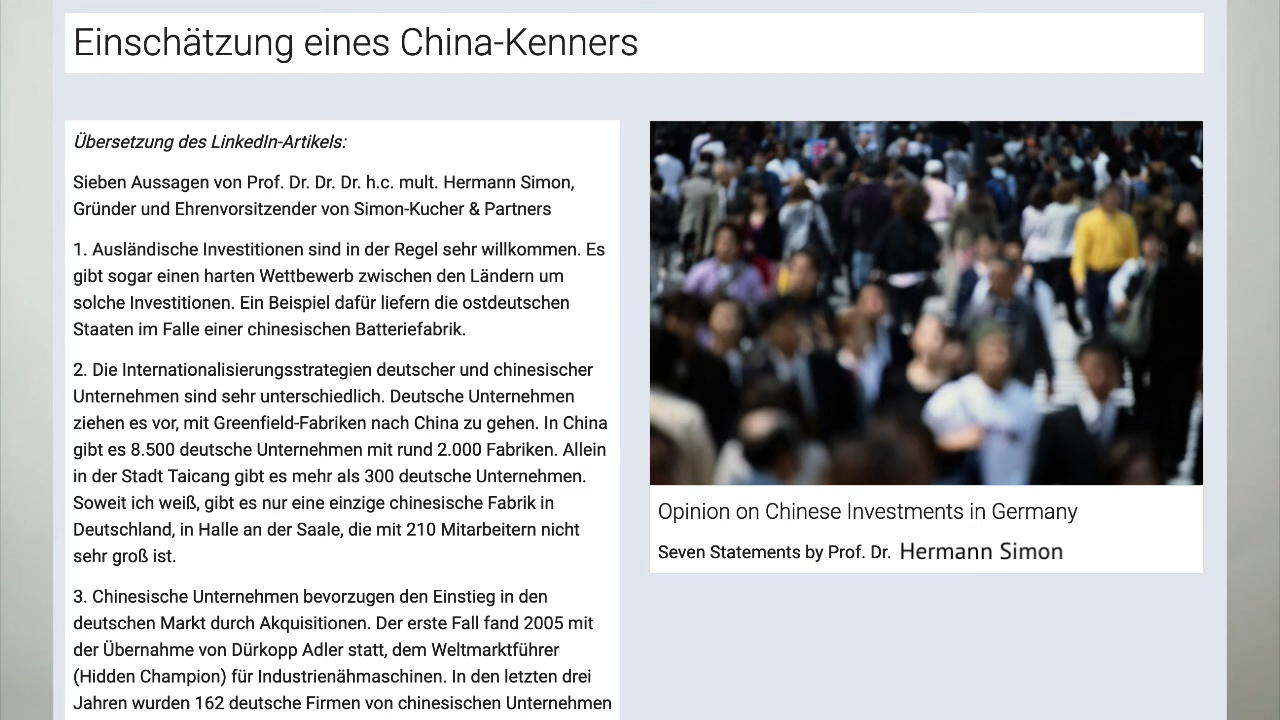 Einschätzung eines China-Kenners
Übersetzung des LinkedIn-Artikels:
Sieben Aussagen von Prof. Dr. Dr. Dr. h.c. mult. Hermann Simon,
Gründer und Ehrenvorsitzender von Simon-Kucher & Partners
1. Ausländische Investitionen sind in der Regel sehr willkommen. Es
gibt sogar einen harten Wettbewerb zwischen den Ländern um
solche Investitionen. Ein Beispiel dafür liefern die ostdeutschen
Staaten im Falle einer chinesischen Batteriefabrik.
2. Die Internationalisierungsstrategien deutscher und chinesischer
Unternehmen sind sehr unterschiedlich. Deutsche Unternehmen
ziehen es vor, mit Greenfield-Fabriken nach China zu gehen. In China
gibt es 8.500 deutsche Unternehmen mit rund 2.000 Fabriken. Allein
in der Stadt Taicang gibt es mehr als 300 deutsche Unternehmen.
Soweit ich weiß, gibt es nur eine einzige chinesische Fabrik in
Deutschland, in Halle an der Saale, die mit 210 Mitarbeitern nicht
sehr groß ist.
3. Chinesische Unternehmen bevorzugen den Einstieg in den
deutschen Markt durch Akquisitionen. Der erste Fall fand 2005 mit
der Übernahme von Dürkopp Adler statt, dem Weltmarktführer
(Hidden Champion) für Industrienähmaschinen. In den letzten drei
Jahren wurden 162 deutsche Firmen von chinesischen Unternehmen
Opinion on Chinese Investments in Germany
Seven Statements by Prof. Dr. Hermann Simon